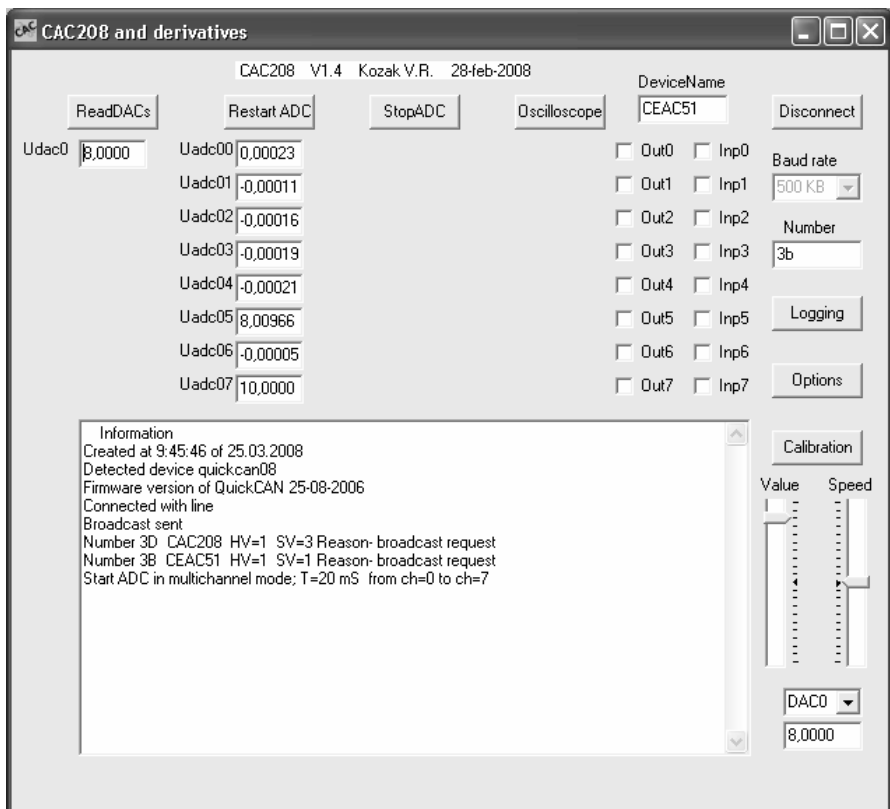 CAC CAC208 and derivatives
CAC208 V1.4 Kozak V.R. 28-feb-2008
DeviceName
ReadDACs Restart ADC StopADC Oscilloscope CEAC51 Disconnect
Udac0 8,0000 Uadc00 0,00023 Out0 Inp0
Baud rate
Uadc01 -0,00011 Out1 Inp1 500 KB
Uadc02 -0,00016 Out2 Inp2 Number
Uadc03 -0,00019 Out3 Inp3 3b
Uadc04 -0,00021 Out4 Inp4
Uadc05 8,00966 Out5 Inp5 Logging
Uadc06 -0,00005 Out6 Inp6
Uadc07 10,0000 Out7 Inp7 Options
Information
Created at 9:45:46 of 25.03.2008
Detected device quickcan08
Firmware version of QuickCAN 25-08-2006
Connected with line
Broadcast sent
Number 3D CAC208 HV=1 SV=3 Reason- broadcast request
Number 3B CEAC51 HV=1 SV=1 Reason- broadcast request
Start ADC in multichannel mode; T=20 mS from ch=0 to ch=7
Calibration
Value Speed
DAC0
8,0000